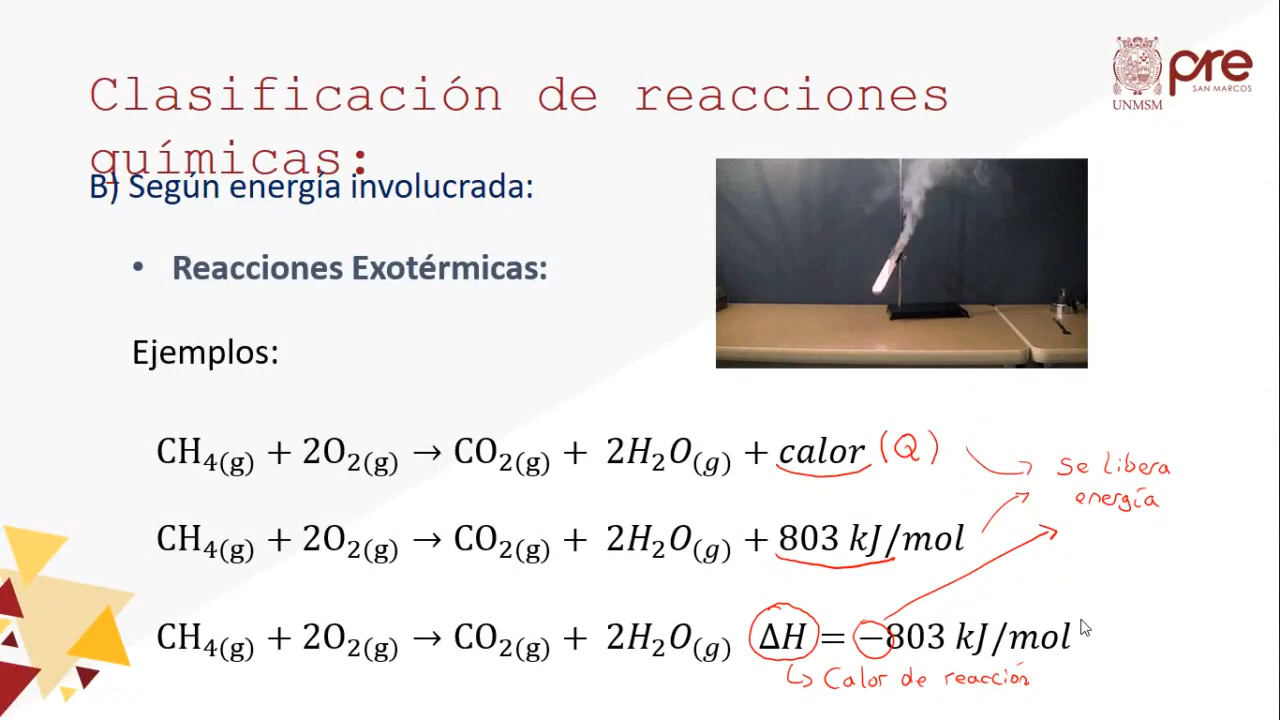 Clasificación de reacciones
químicas:
pre
SAN MARCOS
UNMSM
B) Según energía involucrada:
• Reacciones Exotérmicas:
Ejemplos:
CH₄(g) + 2O₂(g) → CO₂(g) + 2H₂O(g) + calor (Q)
Se libera
energía
CH₄(g) + 2O₂(g) → CO₂(g) + 2H₂O(g) + 803 kJ/mol
CH₄(g) + 2O₂(g) → CO₂(g) + 2H₂O(g) ΔH = −803 kJ/mol
↳ Calor de reacción